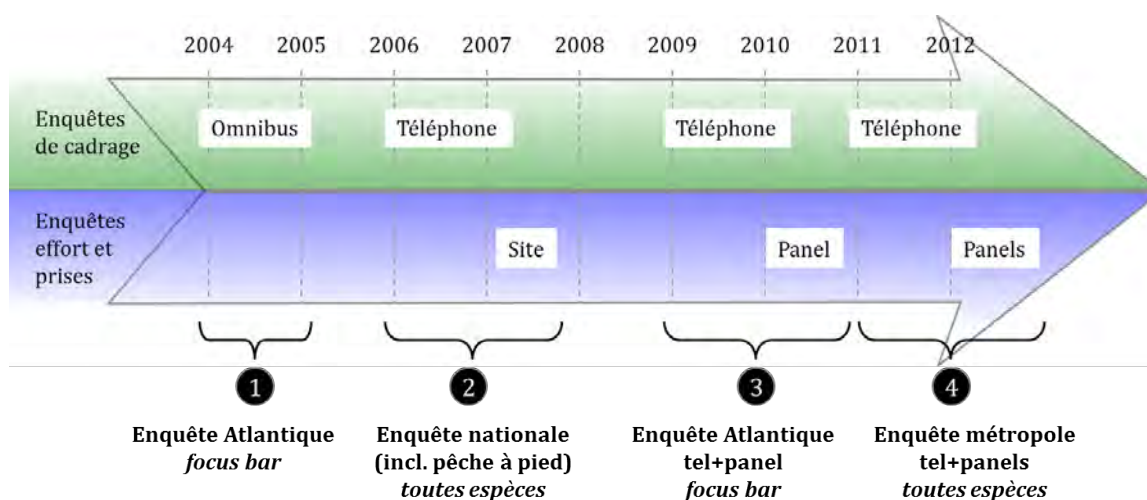 2004 2005 2006 2007 2008 2009 2010 2011 2012
Enquêtes
de cadrage
Omnibus Téléphone Téléphone Téléphone
Enquêtes
effort et
prises
Site Panel Panels
1 2 3 4
Enquête Atlantique
focus bar
Enquête nationale
(incl. pêche à pied)
toutes espèces
Enquête Atlantique
tel+panel
focus bar
Enquête métropole
tel+panels
toutes espèces